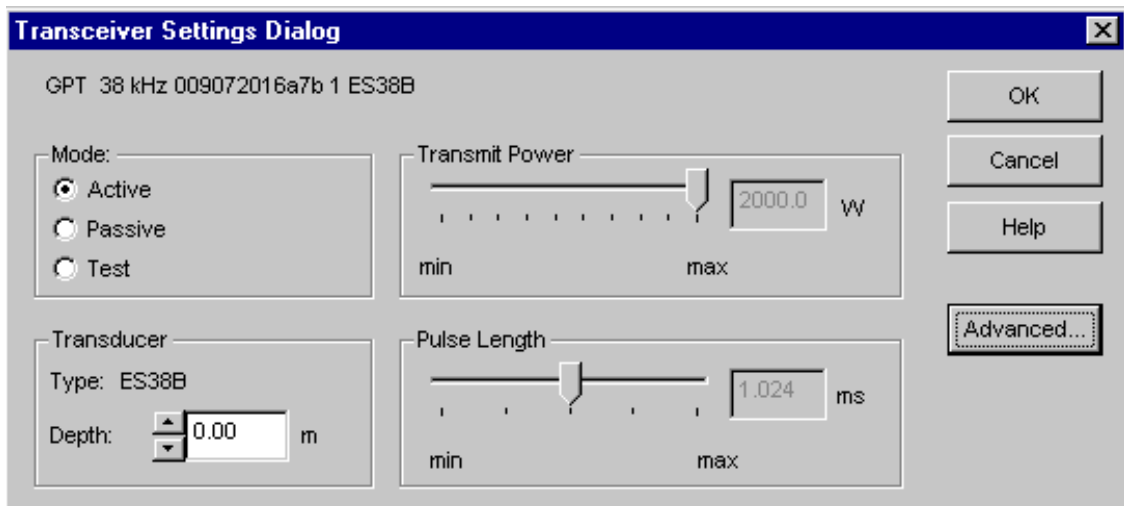 Transceiver Settings Dialog
GPT 38 kHz 009072016a7b 1 ES38B
OK
Cancel
Help
Advanced...
Mode:
Active
Passive
Test
Transmit Power
2000.0 W
min max
Transducer
Type: ES38B
Depth: 0.00 m
Pulse Length
1.024 ms
min max